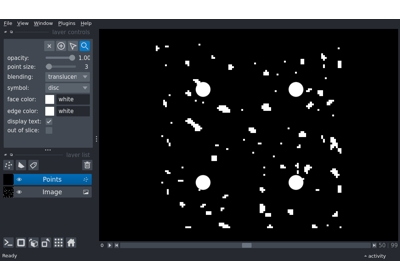 File View Window Plugins Help
layer controls
opacity: 1.00
point size: 3
blending: translucen
symbol: disc
face color: white
edge color: white
display text:
out of slice:
layer list
Points
Image
Ready
0 50 99
activity